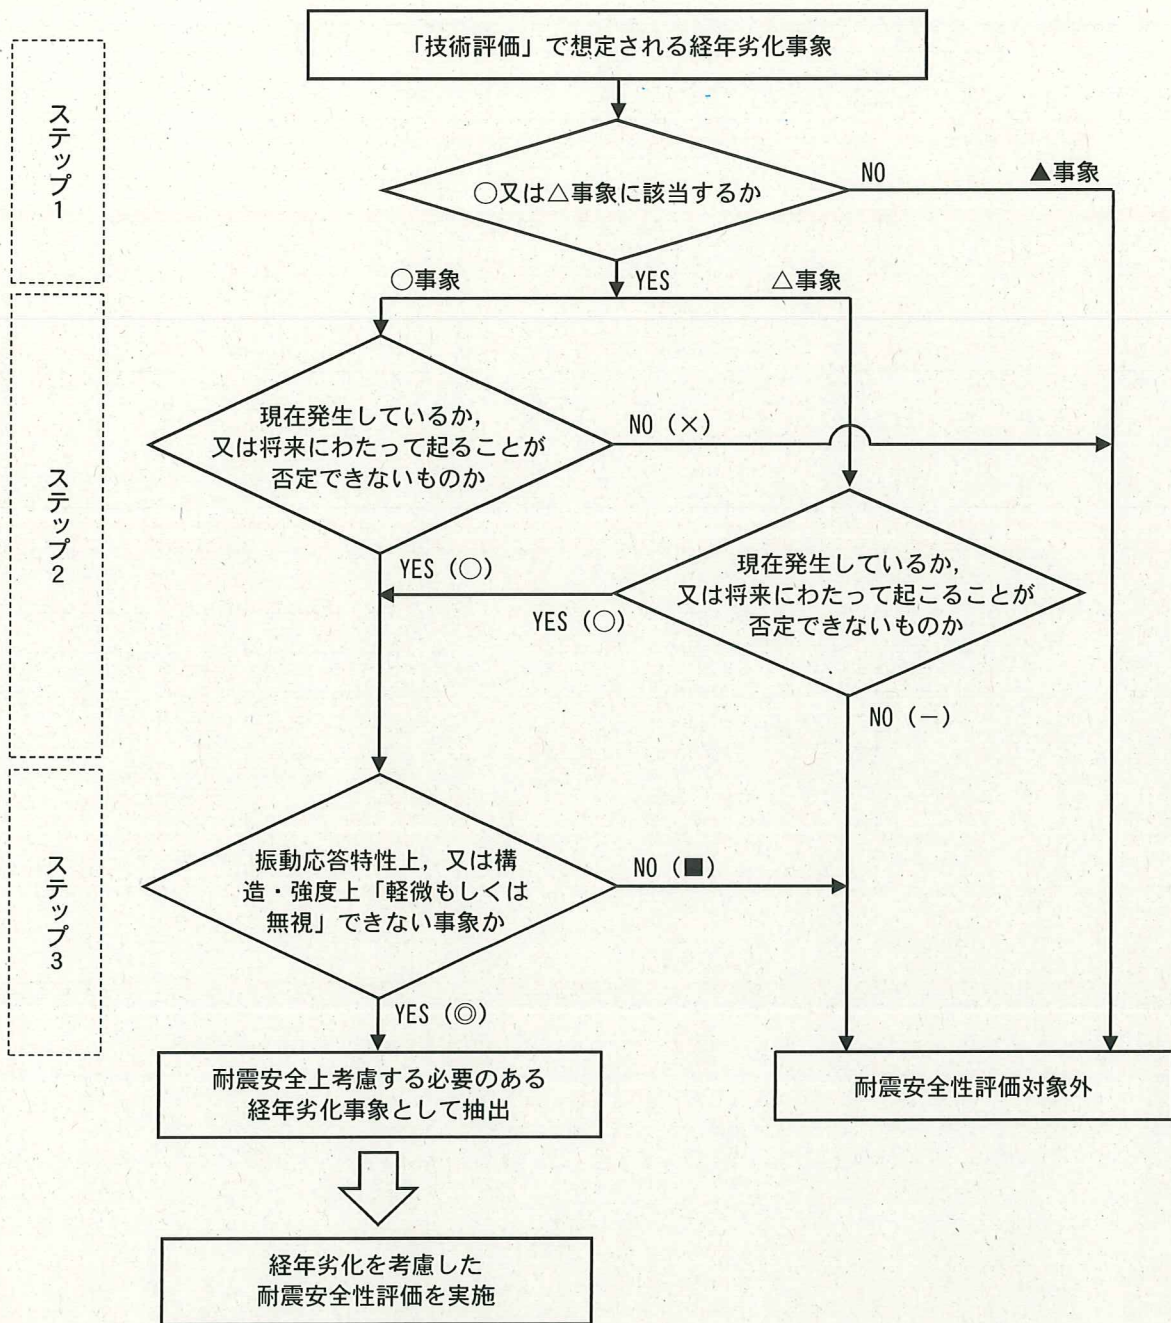 「技術評価」で想定される経年劣化事象
ステップ1
○又は△事象に該当するか
NO
▲事象
○事象
YES
△事象
ステップ2
現在発生しているか,
又は将来にわたって起ることが
否定できないものか
NO（×）
YES（○）
現在発生しているか,
又は将来にわたって起こることが
否定できないものか
YES（○）
NO（－）
ステップ3
振動応答特性上，又は構
造・強度上「軽微もしくは
無視」できない事象か
NO（■）
YES（◎）
耐震安全上考慮する必要のある
経年劣化事象として抽出
耐震安全性評価対象外
経年劣化を考慮した
耐震安全性評価を実施